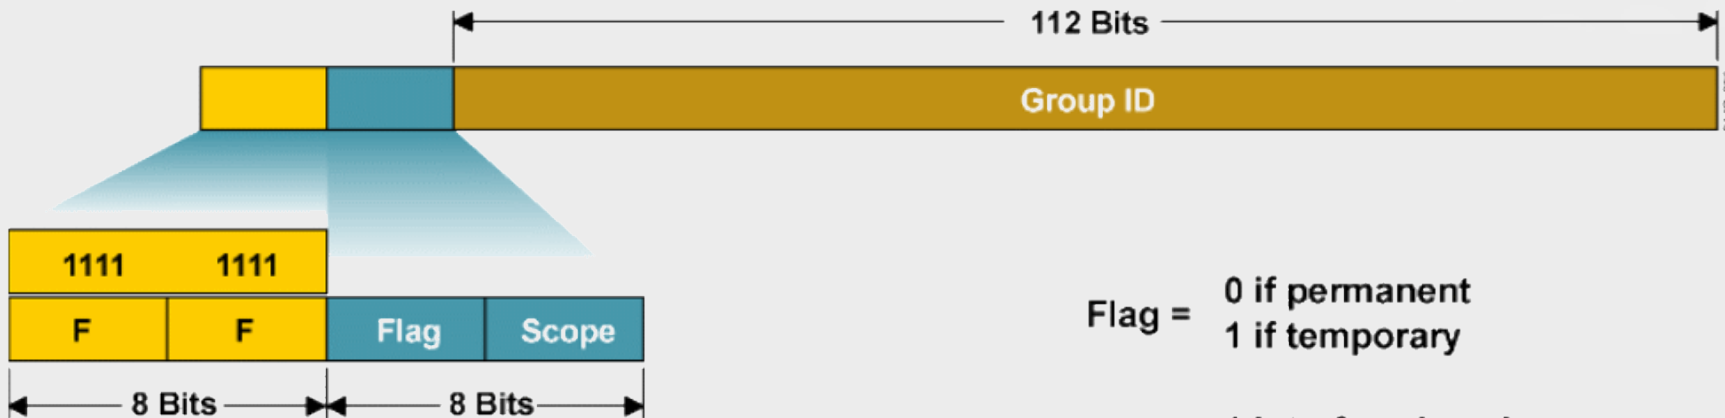 112 Bits
Group ID
1111 1111
F F Flag Scope
Flag = 0 if permanent
1 if temporary
8 Bits 8 Bits